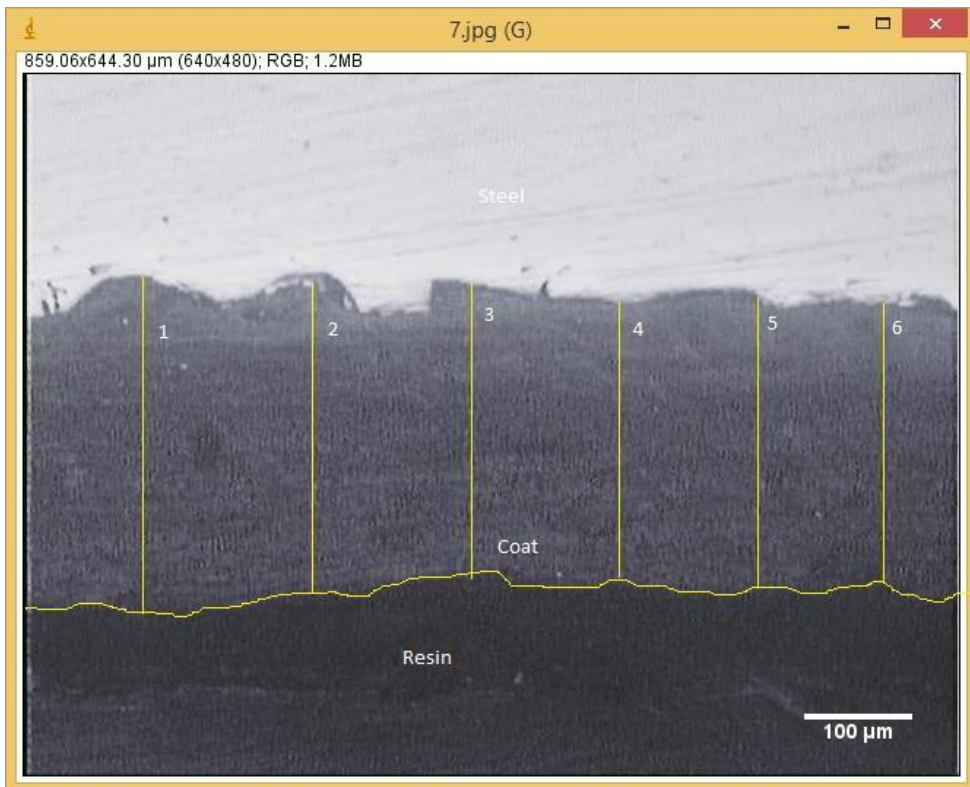 7.jpg (G)
859.06x644.30 µm (640x480); RGB; 1.2MB
Steel
1
2
3
4
5
6
Coat
Resin
100 µm